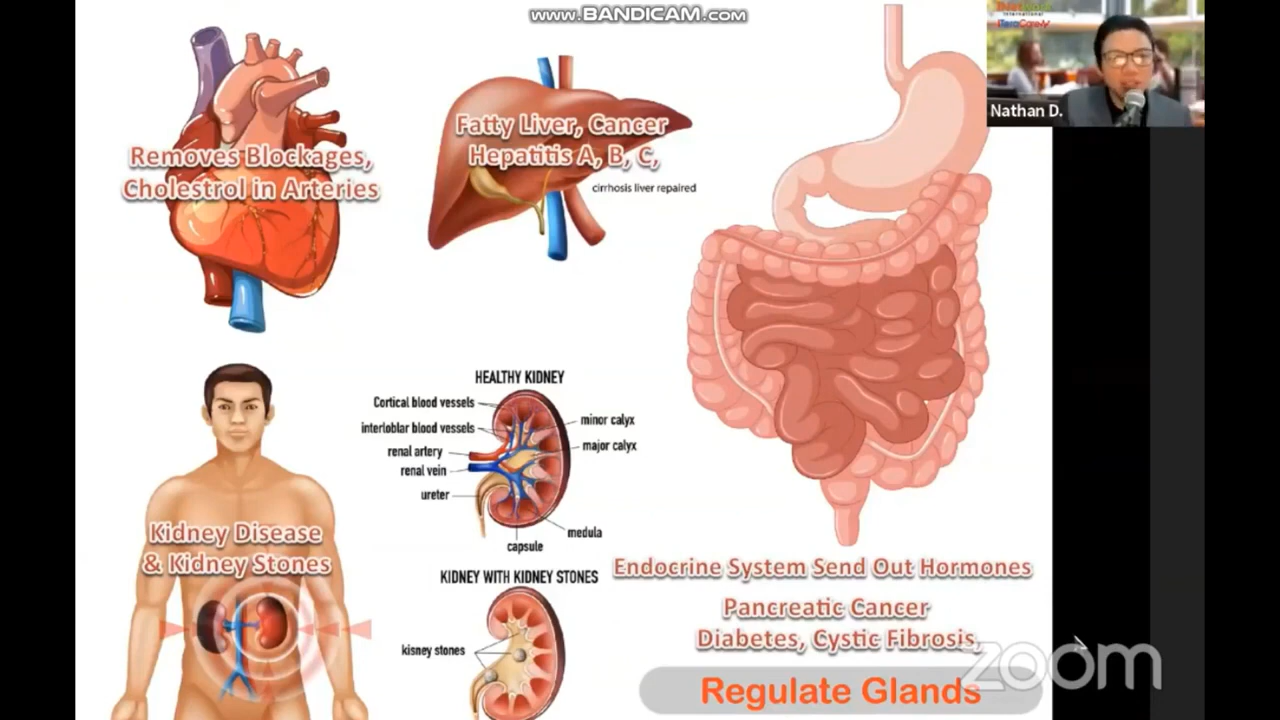 www.BANDICAM.com
International
iTeraCare
Nathan D.
Removes Blockages,
Cholestrol in Arteries
Fatty Liver, Cancer
Hepatitis A, B, C,
cirrhosis liver repaired
HEALTHY KIDNEY
Cortical blood vessels
interloblar blood vessels
renal artery
renal vein
ureter
minor calyx
major calyx
medula
capsule
Kidney Disease
& Kidney Stones
KIDNEY WITH KIDNEY STONES
kisney stones
Endocrine System Send Out Hormones
Pancreatic Cancer
Diabetes, Cystic Fibrosis,
Regulate Glands
zoom